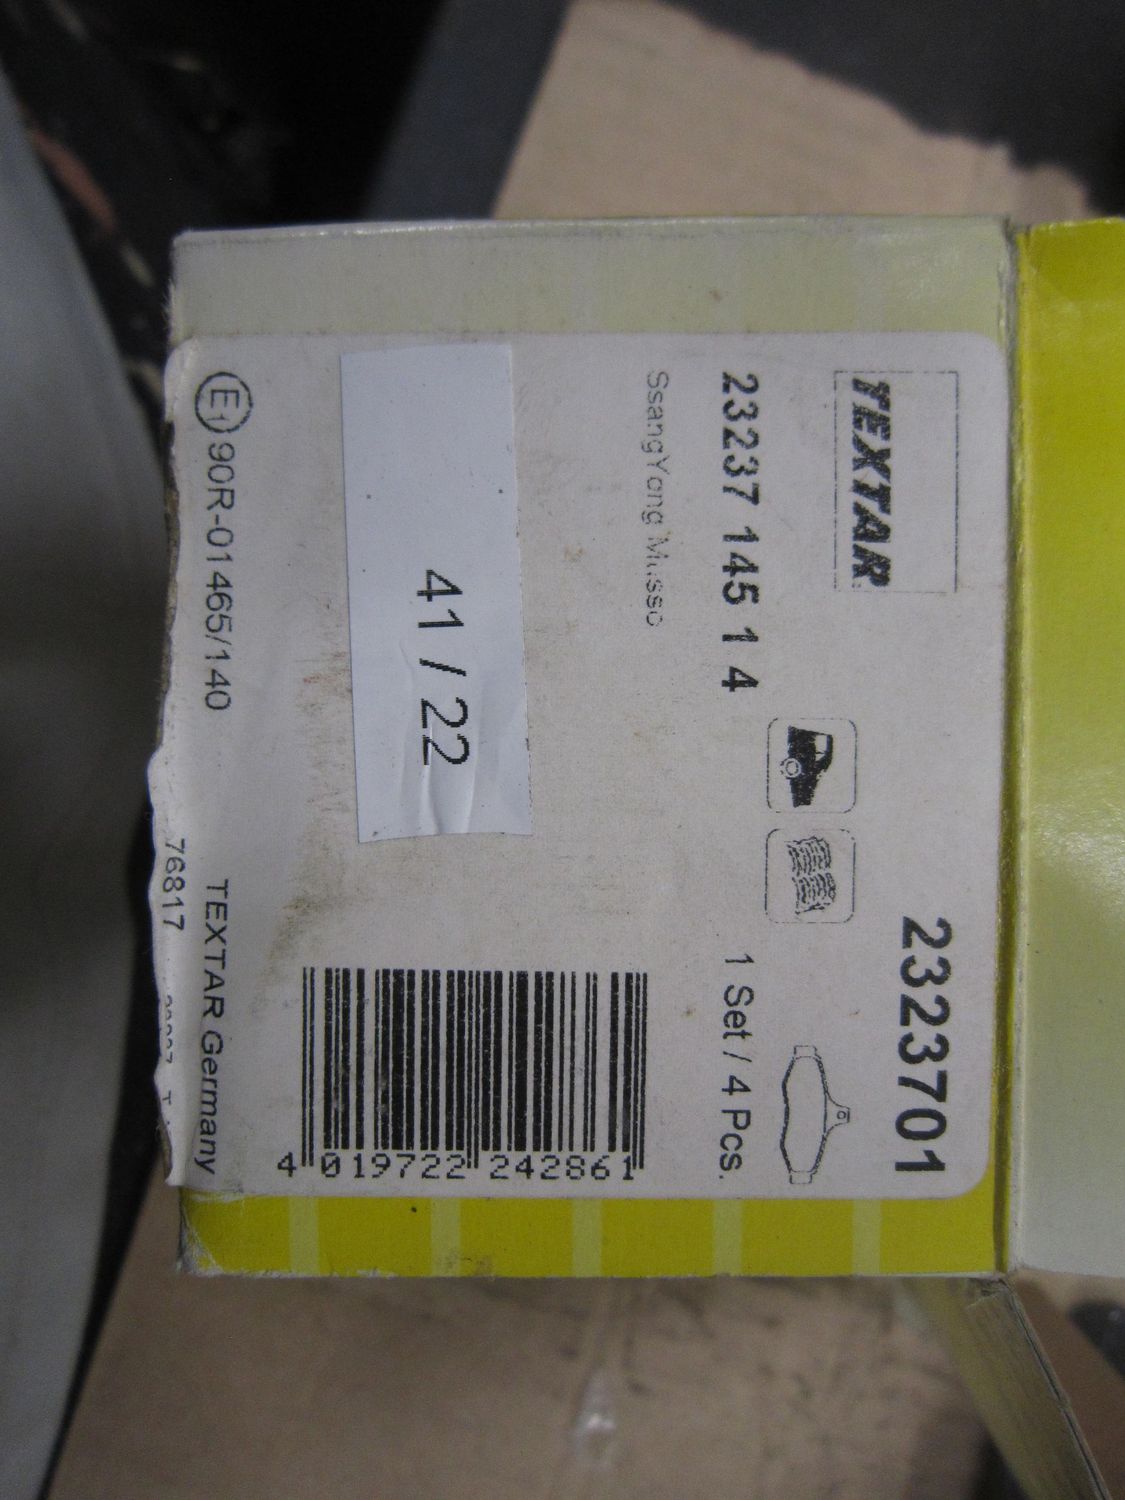 TEXTAR
2323701
23237 145 1 4
1 Set / 4 Pcs.
SsangYong Musso
41 / 22
4 019722 242861
E1 90R-01465/140
TEXTAR Germany
76817